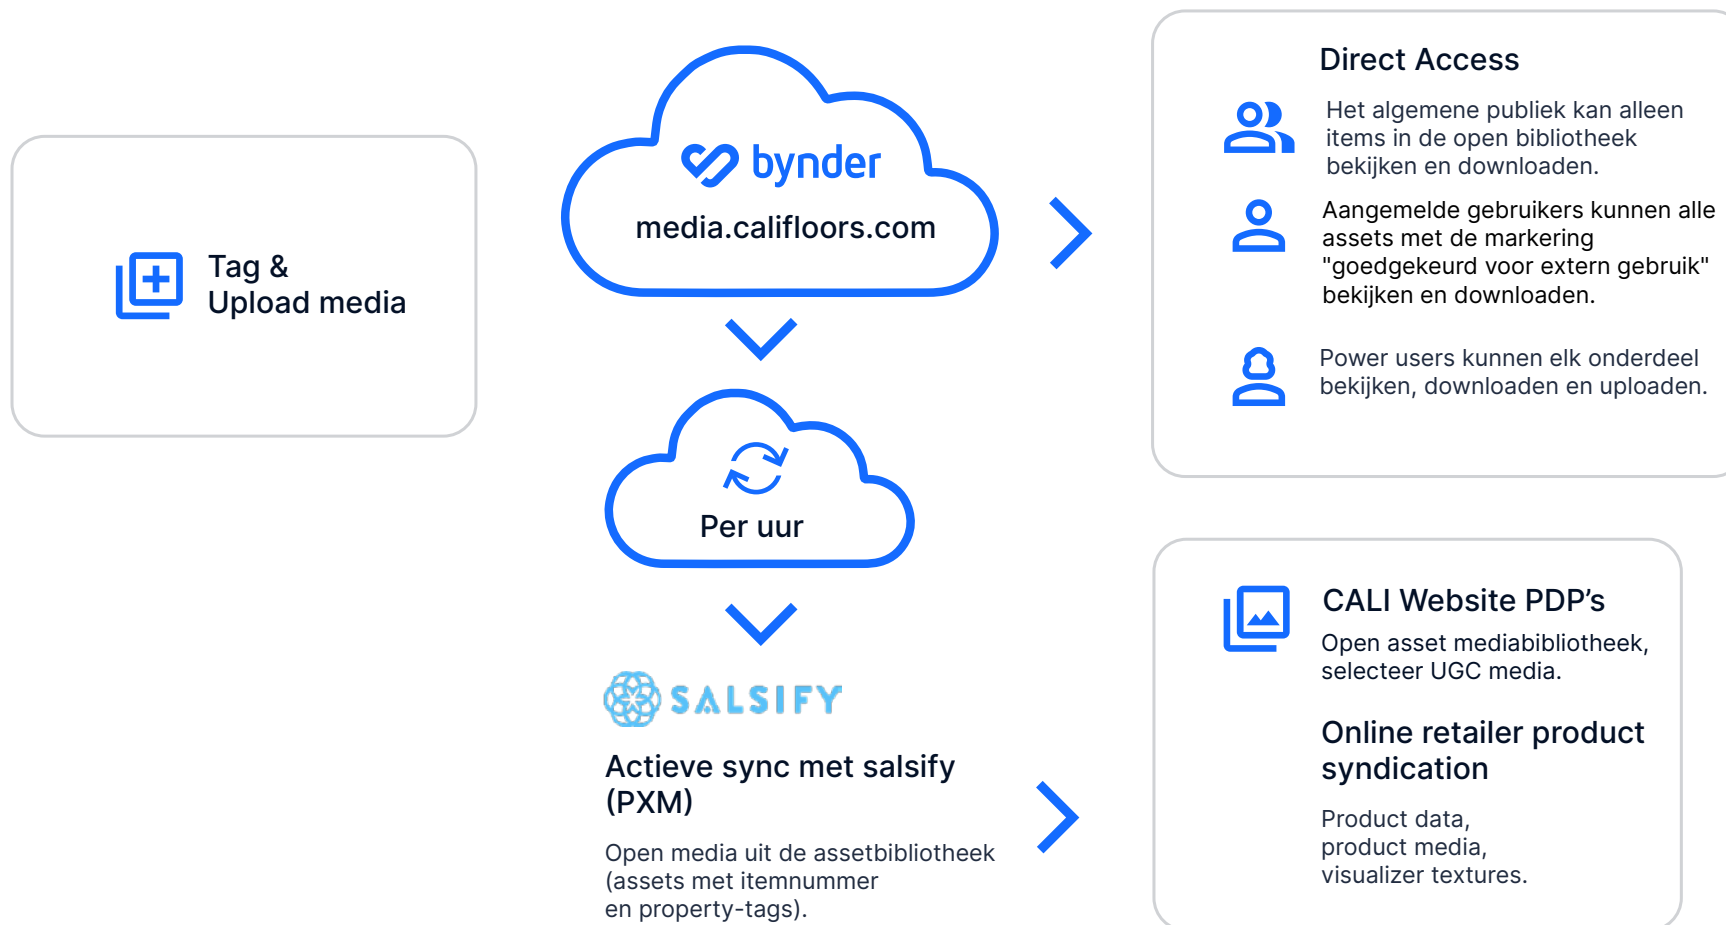 Tag &
Upload media
bynder
media.califloors.com
Per uur
SALSIFY
Actieve sync met salsify
(PXM)
Open media uit de assetbibliotheek
(assets met itemnummer
en property-tags).
Direct Access
Het algemene publiek kan alleen
items in de open bibliotheek
bekijken en downloaden.
Aangemelde gebruikers kunnen alle
assets met de markering
"goedgekeurd voor extern gebruik"
bekijken en downloaden.
Power users kunnen elk onderdeel
bekijken, downloaden en uploaden.
CALI Website PDP’s
Open asset mediabibliotheek,
selecteer UGC media.
Online retailer product
syndication
Product data,
product media,
visualizer textures.